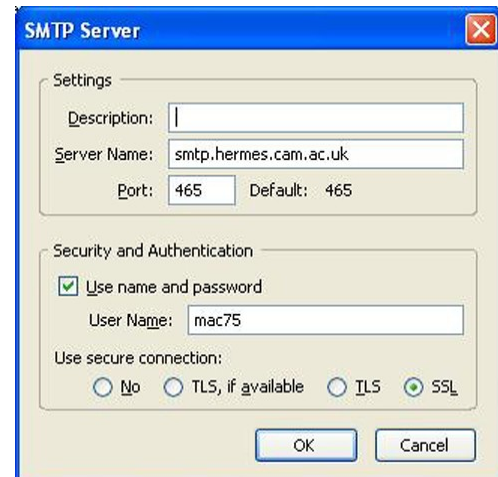 SMTP Server
Settings
Description:
Server Name: smtp.hermes.cam.ac.uk
Port: 465 Default: 465
Security and Authentication
Use name and password
User Name: mac75
Use secure connection:
No TLS, if available TLS SSL
OK Cancel